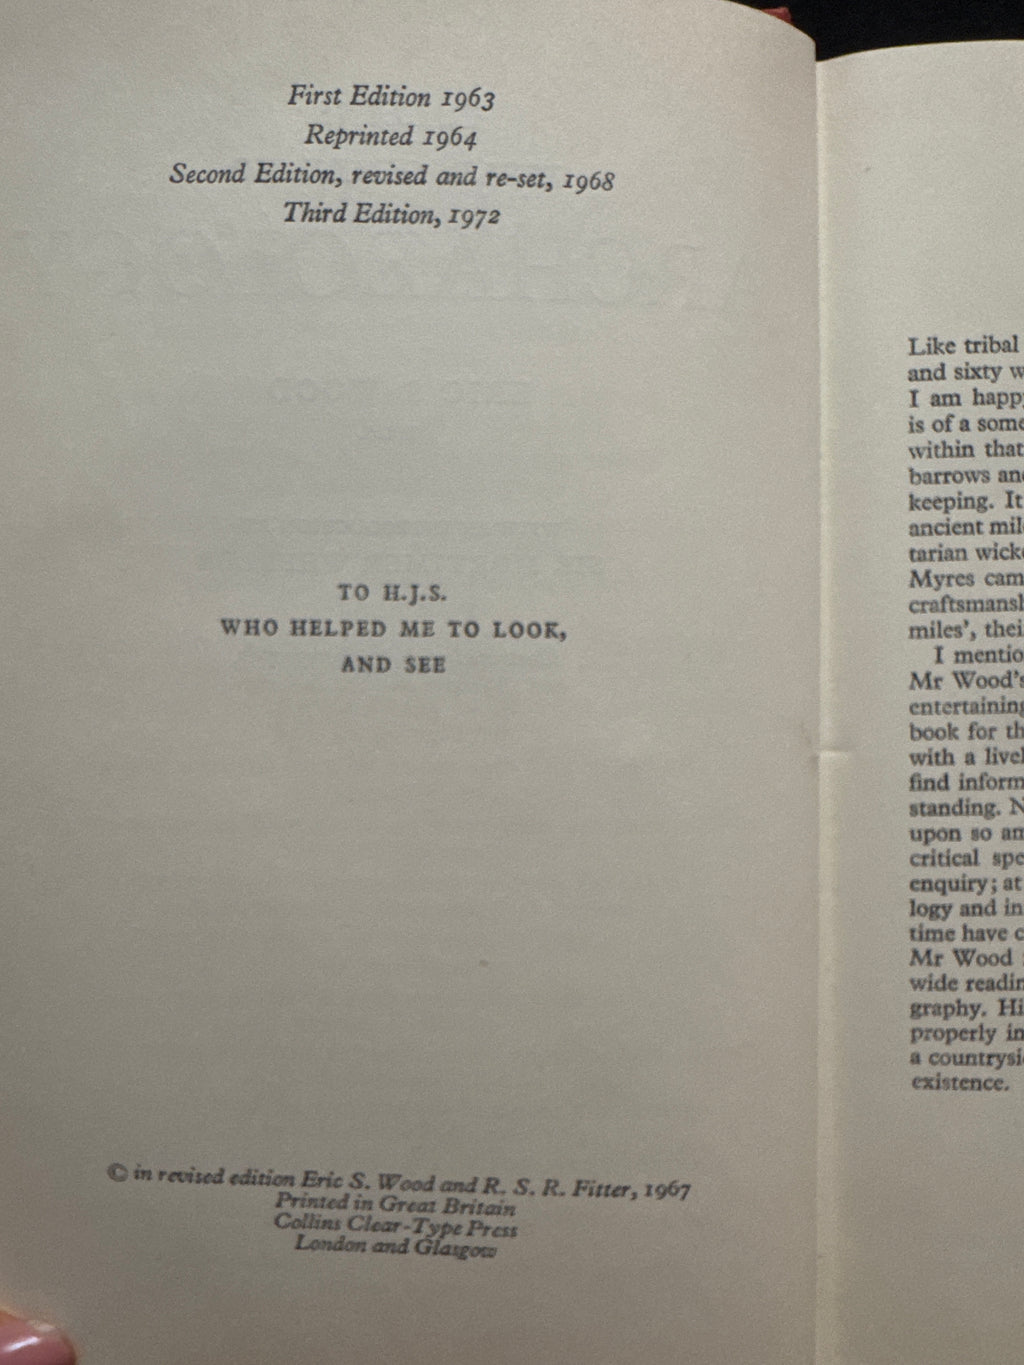 First Edition 1963
Reprinted 1964
Second Edition, revised and re-set, 1968
Third Edition, 1972
TO H.J.S.
WHO HELPED ME TO LOOK,
AND SEE
© in revised edition Eric S. Wood and R. S. R. Fitter, 1967
Printed in Great Britain
Collins Clear-Type Press
London and Glasgow
Like tribal
and sixty w
I am happy
is of a some
within that
barrows and
keeping. It
ancient mil
tarian wick
Myres cam
craftsmansh
miles', thei
I mentio
Mr Wood's
entertaining
book for th
with a livel
find inform
standing. N
upon so an
critical spe
enquiry; at
logy and in
time have c
Mr Wood
wide readin
graphy. Hi
properly in
a countrysi
existence.